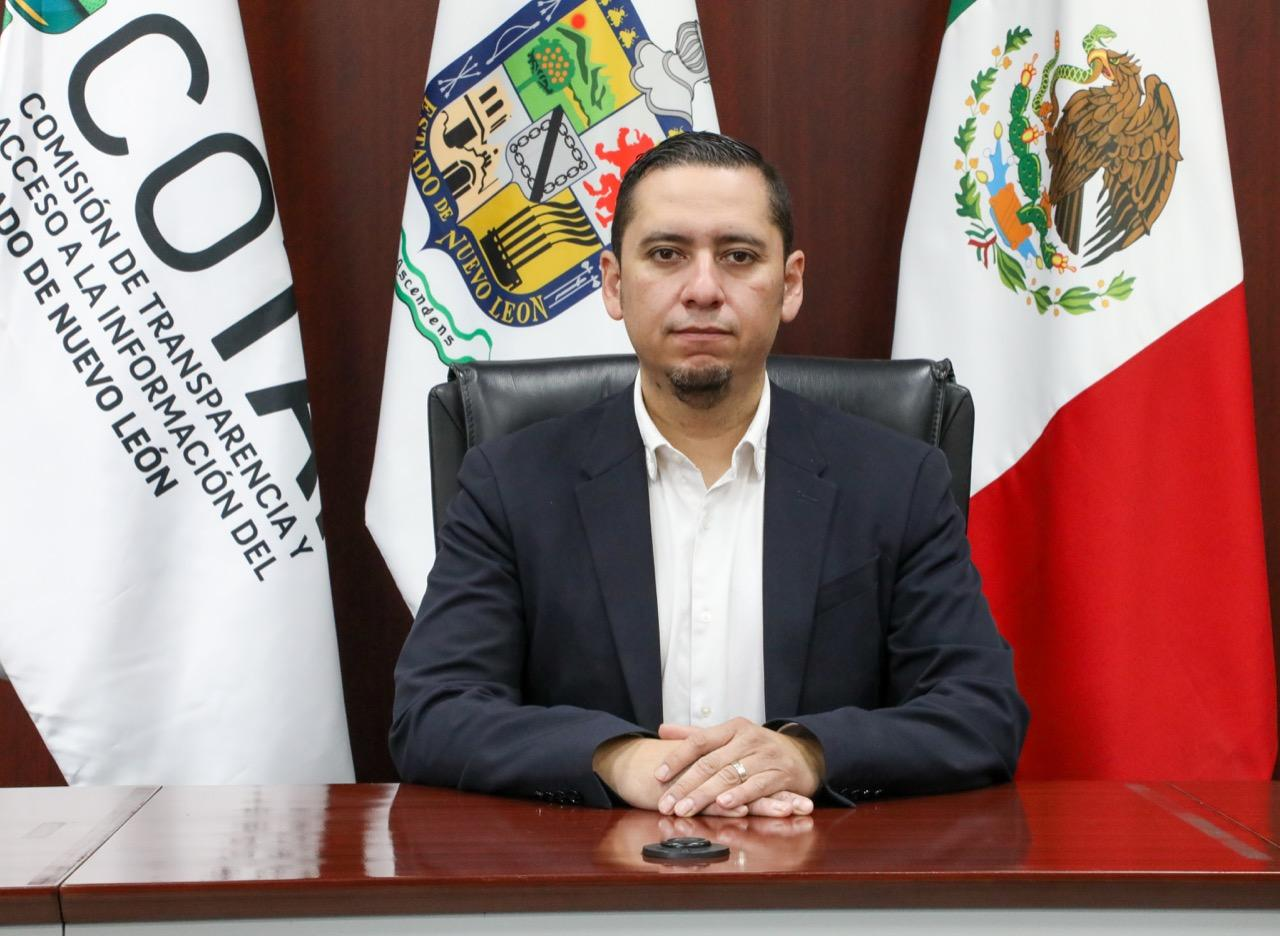 COTA
COMISIÓN DE TRANSPARENCIA Y
ACCESO A LA INFORMACIÓN DEL
ADO DE NUEVO LEÓN
ESTADO DE NUEVO LEON
Ascendens